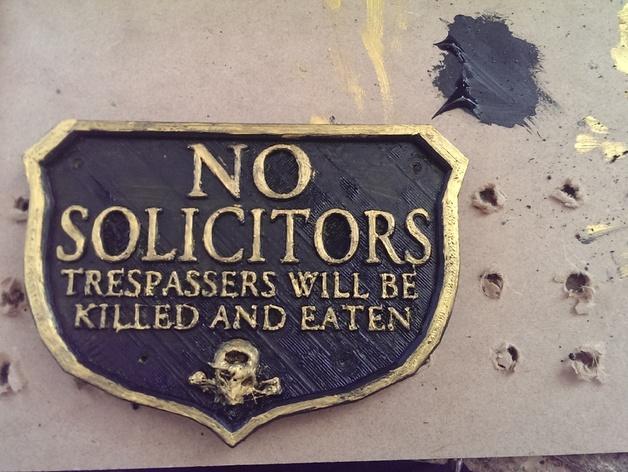 NO
SOLICITORS
TRESPASSERS WILL BE
KILLED AND EATEN